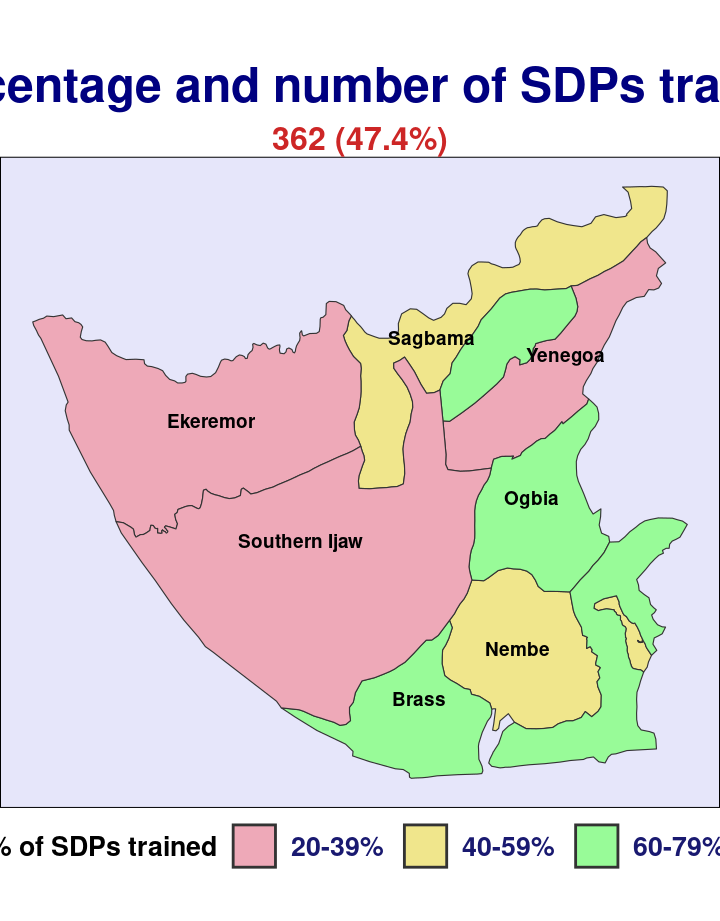 centage and number of SDPs tra
362 (47.4%)
Sagbama
Yenegoa
Ekeremor
Ogbia
Southern Ijaw
Nembe
Brass
% of SDPs trained 20-39% 40-59% 60-79%